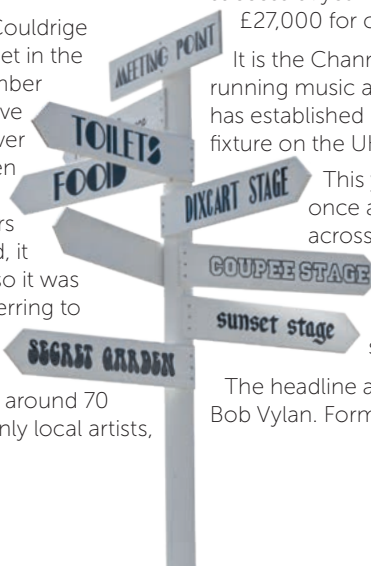 Couldrige
et in the
mber
ve
ver
en
rs
d, it
so it was
erring to
around 70
nly local artists,
MEETING POINT
TOILETS
FOOD
DIXCART STAGE
COUPEE STAGE
sunset stage
SECRET GARDEN
£27,000 for
It is the Chann
running music a
has established
fixture on the
This
once a
across
s
The headline a
Bob Vylan. Form